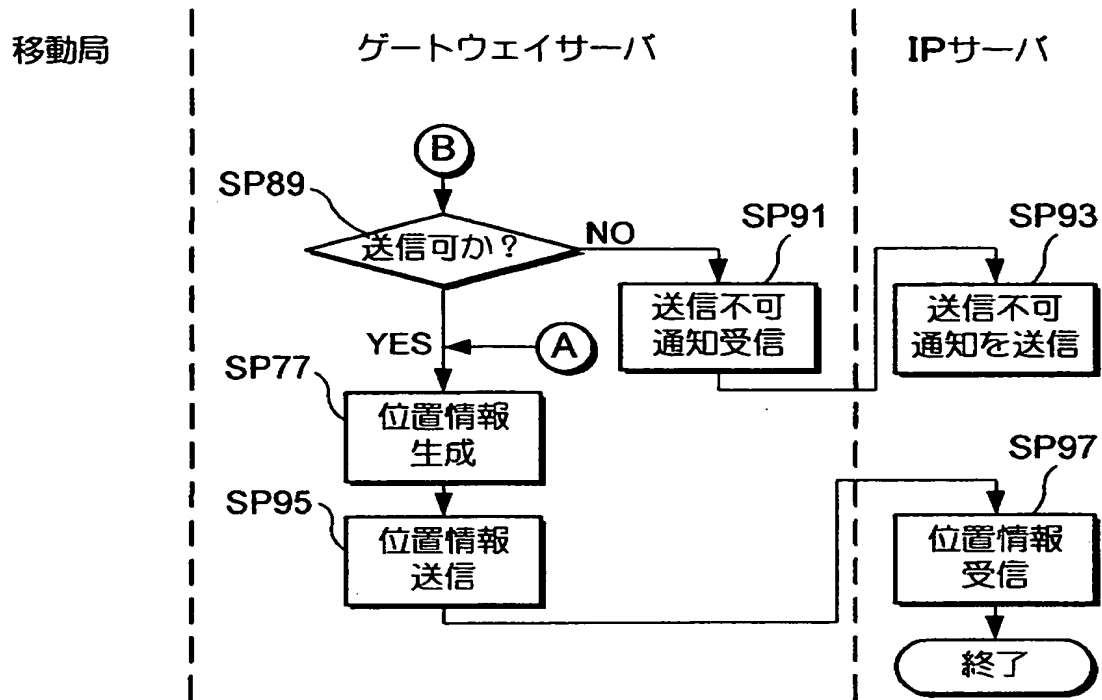 移動局
ゲートウェイサーバ
IPサーバ
B
SP89
送信可か？
NO
SP91
送信不可
通知受信
SP93
送信不可
通知を送信
YES
A
SP77
位置情報
生成
SP95
位置情報
送信
SP97
位置情報
受信
終了